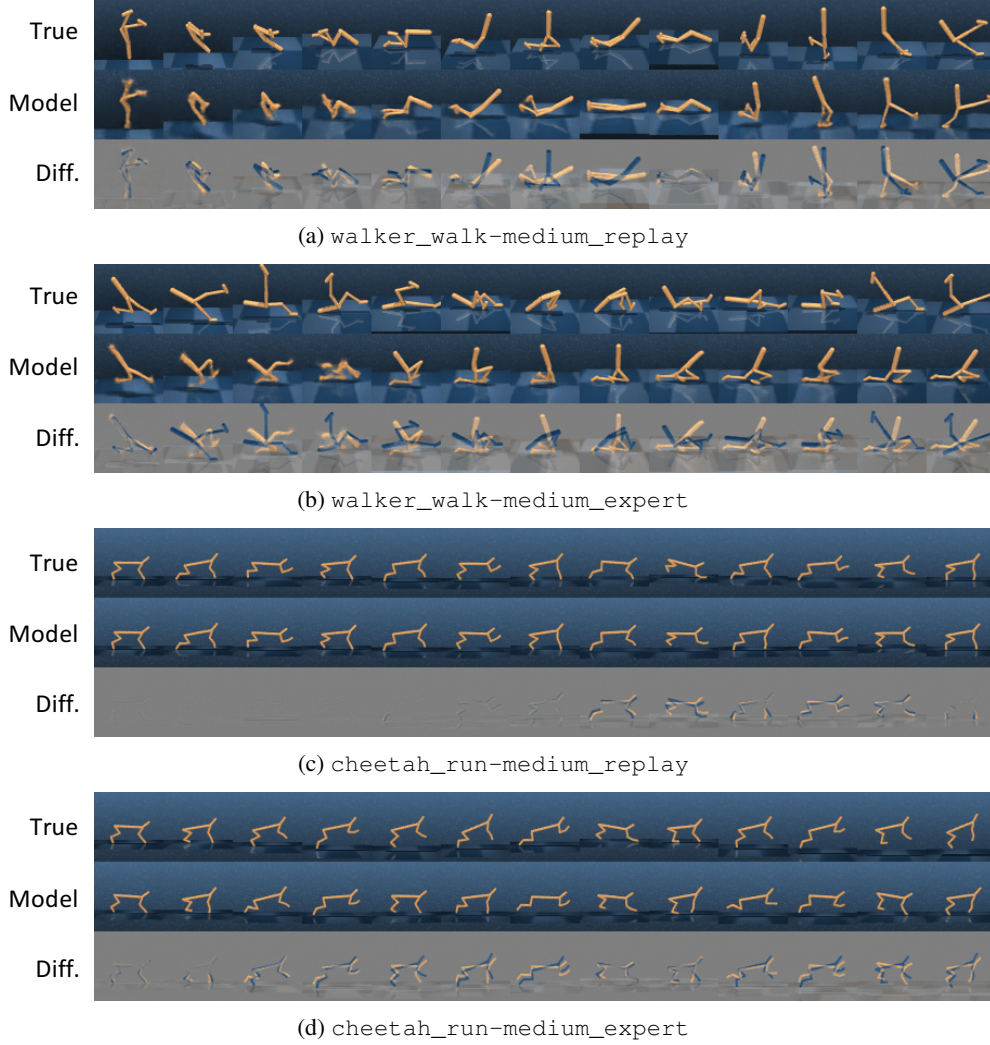 True
Model
Diff.
(a) walker_walk-medium_replay
True
Model
Diff.
(b) walker_walk-medium_expert
True
Model
Diff.
(c) cheetah_run-medium_replay
True
Model
Diff.
(d) cheetah_run-medium_expert